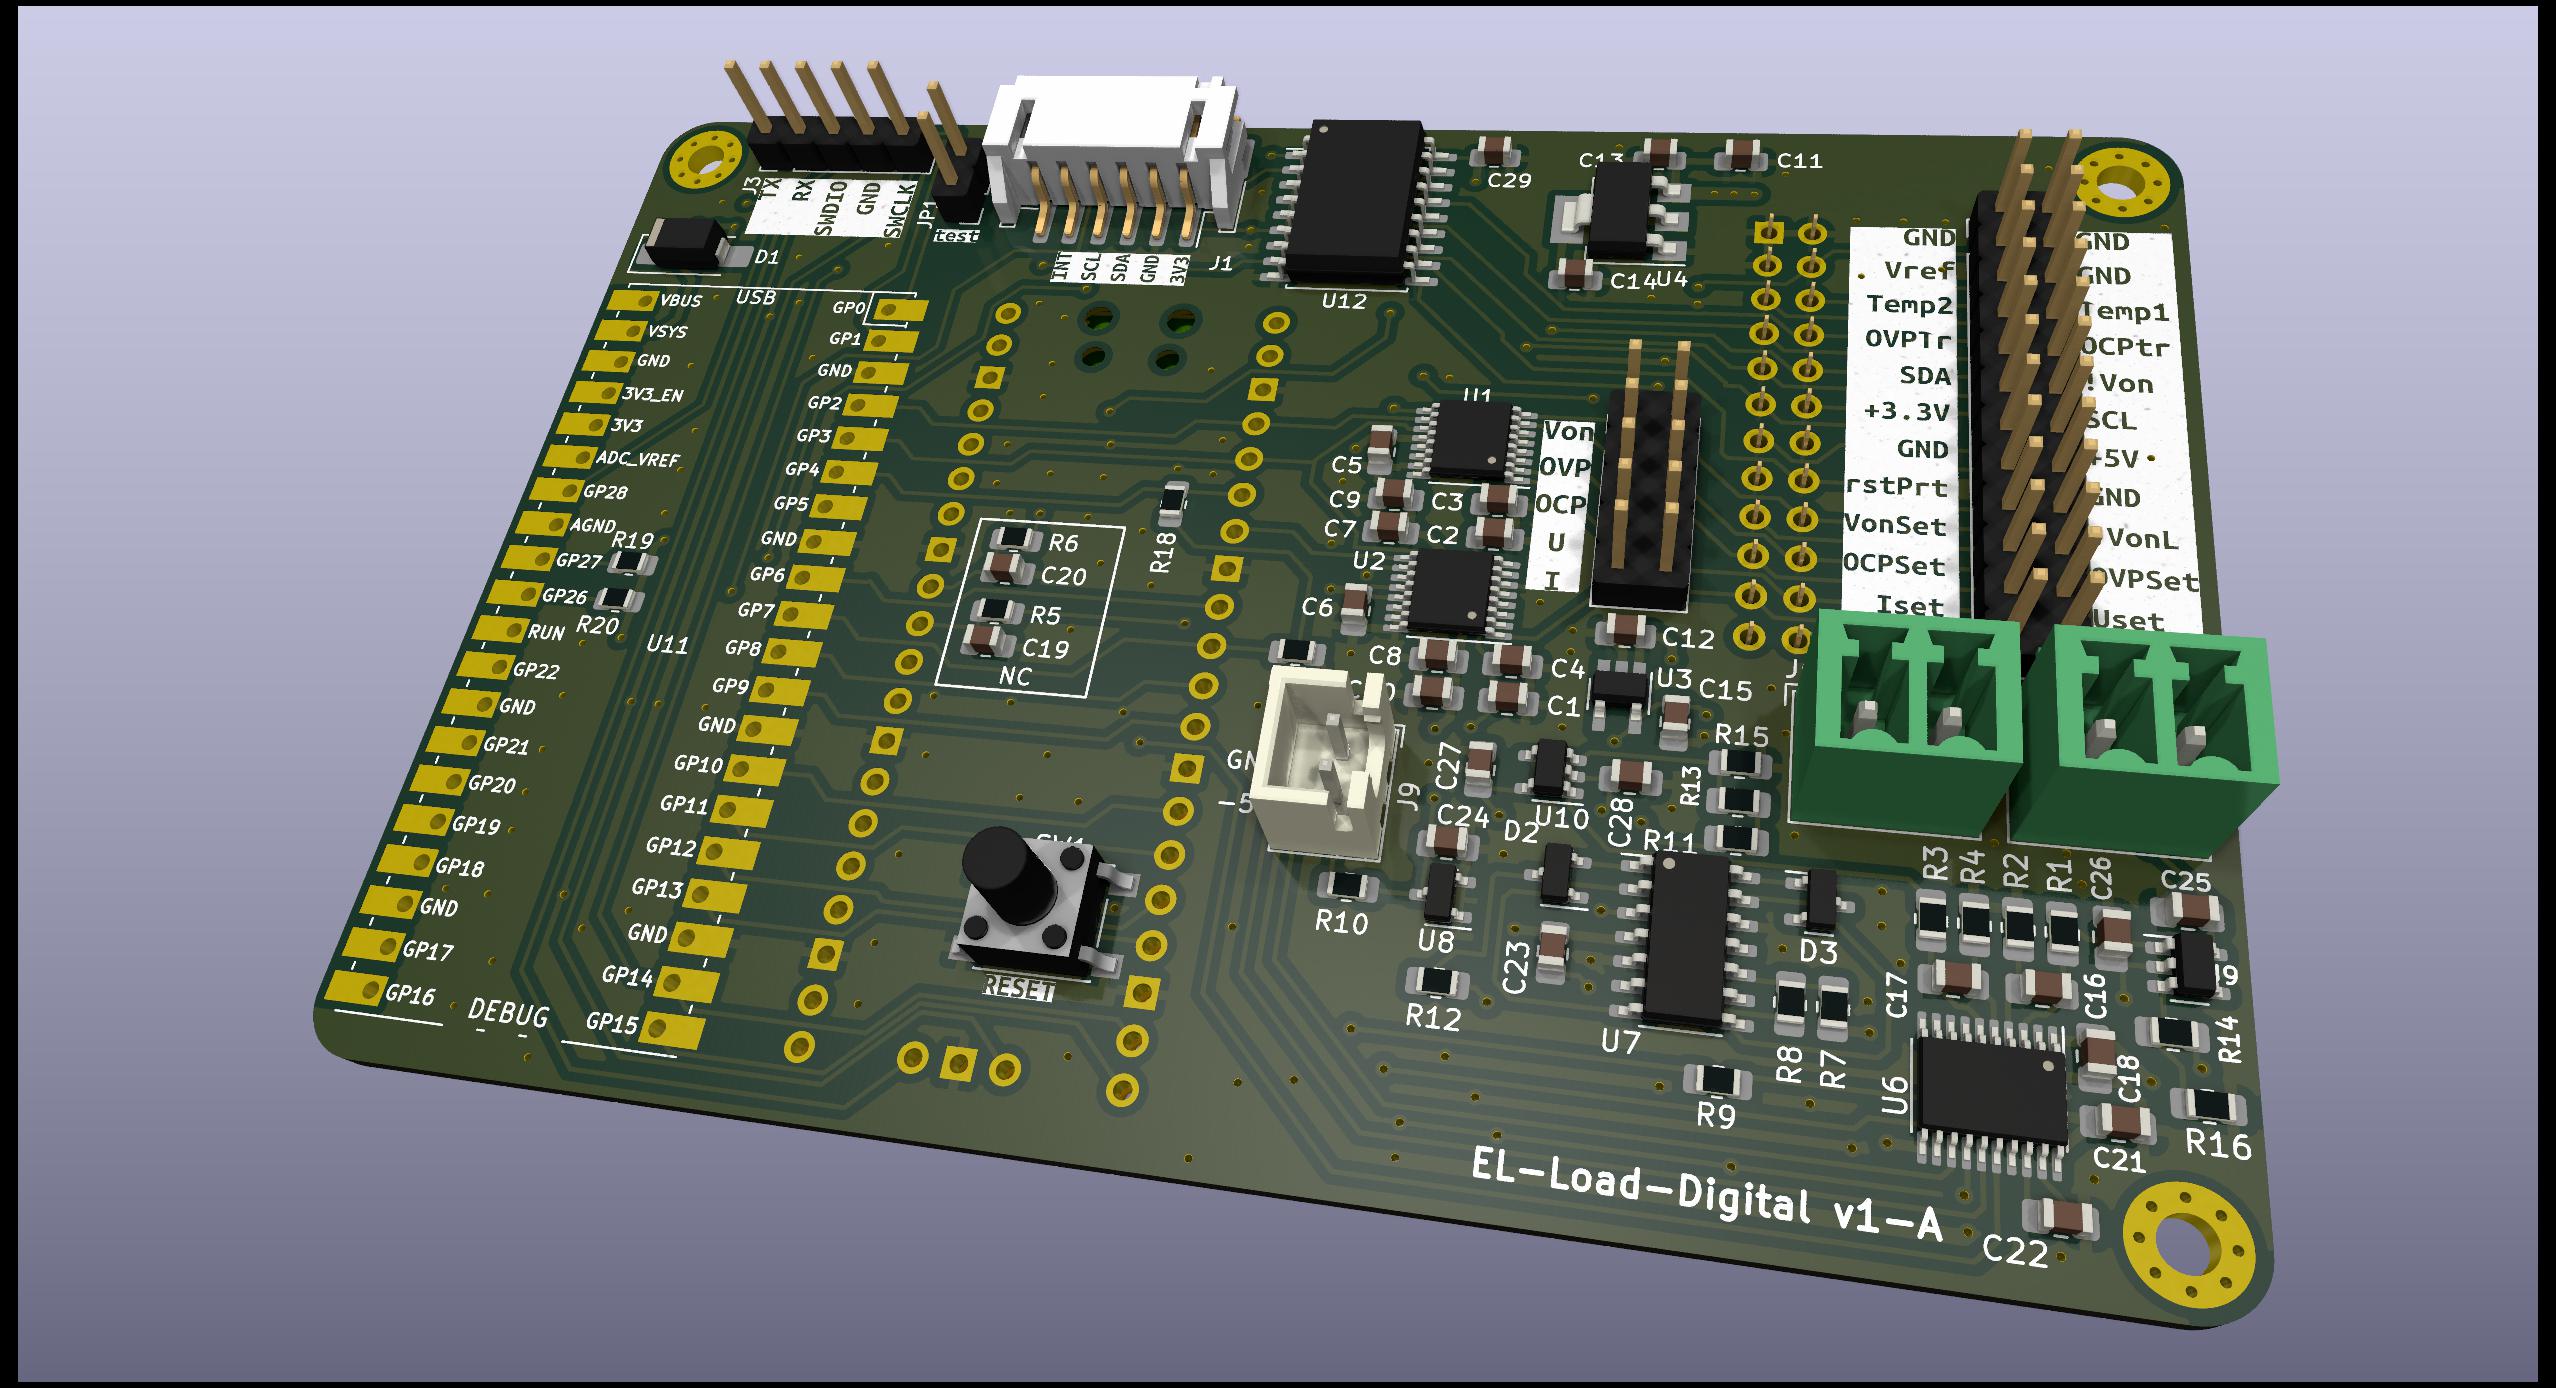 J3
TX
RX
SWDIO
GND
SWCLK
JP1
test
D1
INT
SCL
SDA
GND
3V3
J1
U12
C29
C13
C11
C14
U4
USB
VBUS
VSYS
GND
3V3_EN
3V3
ADC_VREF
GP28
AGND
GP27
GP26
RUN
GP22
GND
GP21
GP20
GP19
GP18
GND
GP17
GP16
DEBUG
GP0
GP1
GND
GP2
GP3
GP4
GP5
GND
GP6
GP7
GP8
GP9
GND
GP10
GP11
GP12
GP13
GND
GP14
GP15
R19
R20
U11
R6
C20
R5
C19
NC
R18
RESET
U1
C5
C9
C3
C7
C2
U2
C6
C8
C4
C1
Von
OVP
OCP
U
I
C12
U3
C15
R15
R13
R11
J9
C27
C24
U10
D2
C28
R10
U8
R12
C23
U7
D3
R8
R7
R9
GND
Vref
Temp2
OVPTr
SDA
+3.3V
GND
rstPrt
VonSet
OCPSet
Iset
GND
GND
Temp1
OCPtr
!Von
SCL
+5V
GND
VonL
OVPSet
Uset
R3
R4
R2
R1
C26
C25
C17
C16
R14
U6
C18
C21
R16
C22
EL-Load-Digital v1-A